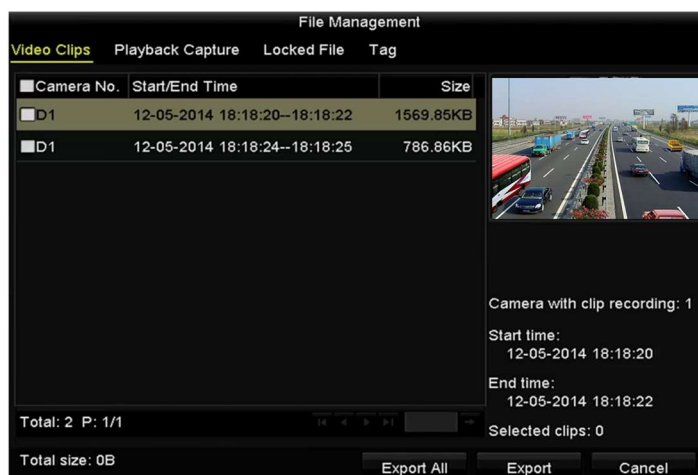 File Management
Video Clips Playback Capture Locked File Tag
Camera No. Start/End Time Size
D1 12-05-2014 18:18:20--18:18:22 1569.85KB
D1 12-05-2014 18:18:24--18:18:25 786.86KB
Camera with clip recording: 1
Start time:
12-05-2014 18:18:20
End time:
12-05-2014 18:18:22
Selected clips: 0
Total: 2 P: 1/1
Total size: 0B
Export All Export Cancel